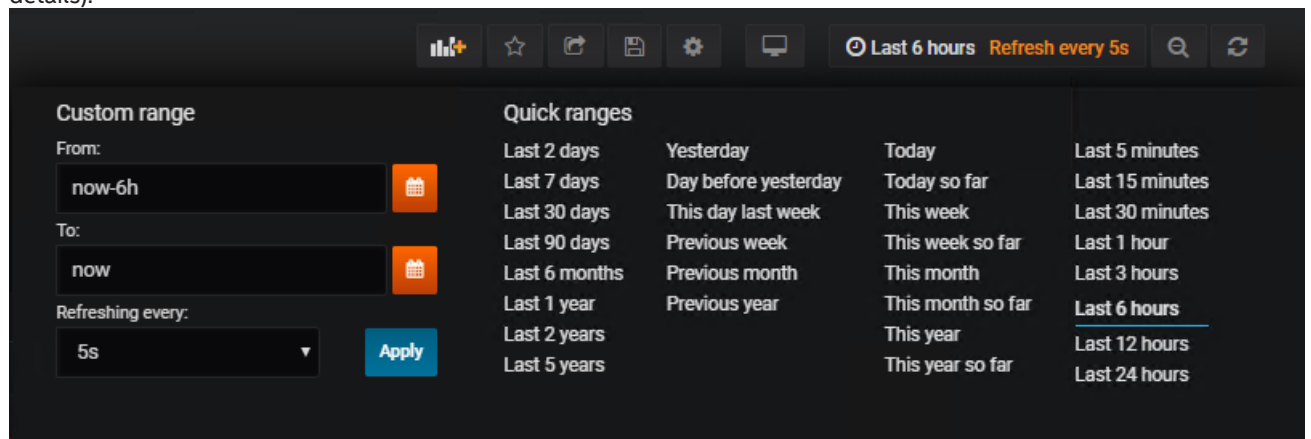 details).
Last 6 hours Refresh every 5s
Custom range
From:
now-6h
To:
now
Refreshing every:
5s
Apply
Quick ranges
Last 2 days
Last 7 days
Last 30 days
Last 90 days
Last 6 months
Last 1 year
Last 2 years
Last 5 years
Yesterday
Day before yesterday
This day last week
Previous week
Previous month
Previous year
Today
Today so far
This week
This week so far
This month
This month so far
This year
This year so far
Last 5 minutes
Last 15 minutes
Last 30 minutes
Last 1 hour
Last 3 hours
Last 6 hours
Last 12 hours
Last 24 hours